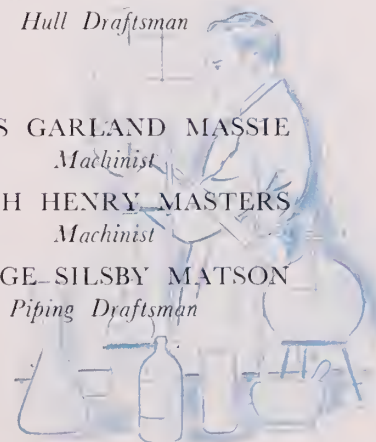 Hull Draftsman
S GARLAND MASSIE
Machinist
H HENRY MASTERS
Machinist
GE SILSBY MATSON
Piping Draftsman